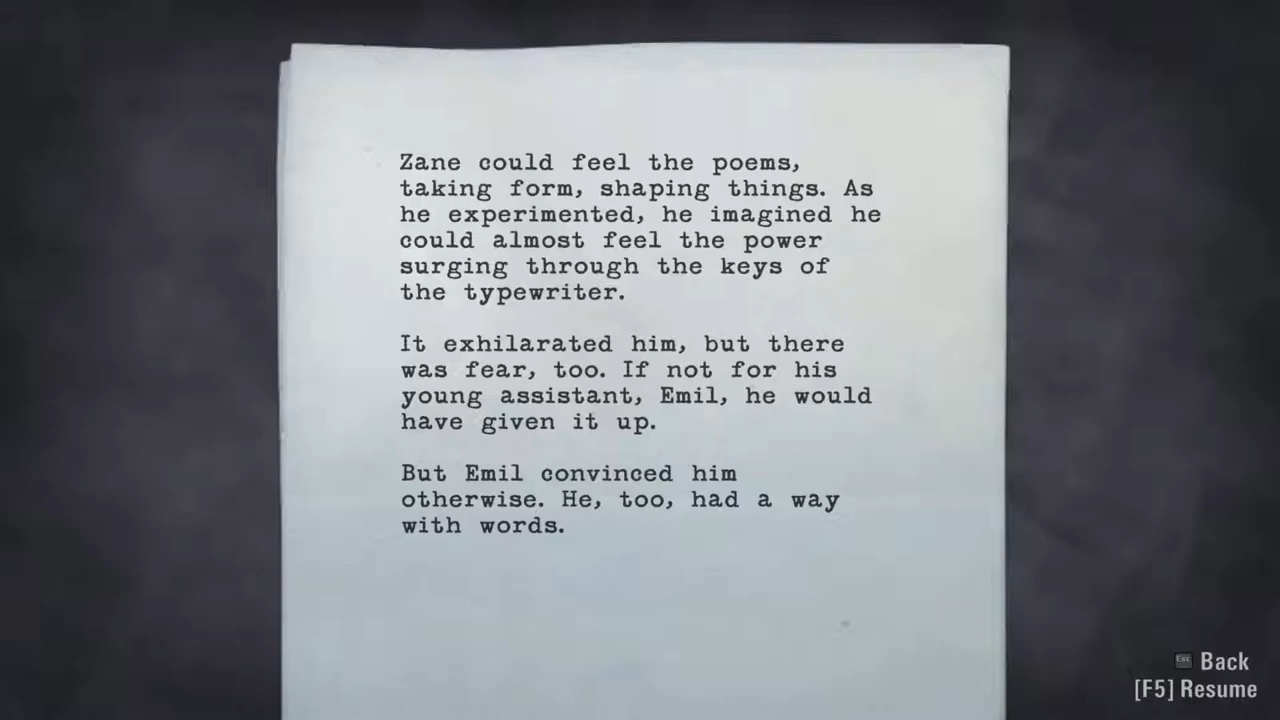 Zane could feel the poems,
taking form, shaping things. As
he experimented, he imagined he
could almost feel the power
surging through the keys of
the typewriter.
It exhilarated him, but there
was fear, too. If not for his
young assistant, Emil, he would
have given it up.
But Emil convinced him
otherwise. He, too, had a way
with words.
Esc Back
[F5] Resume